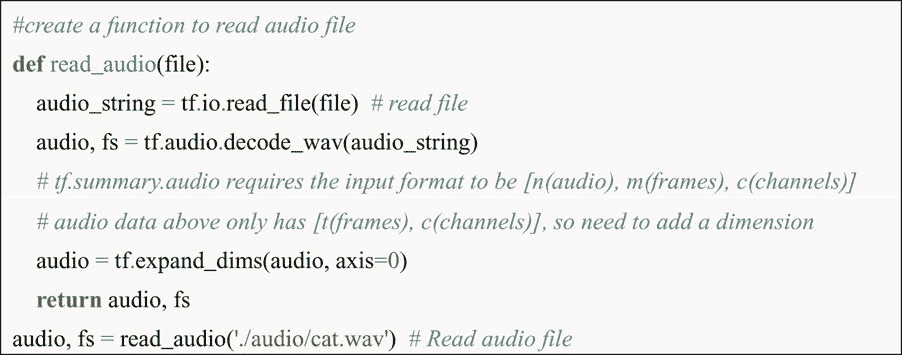 #create a function to read audio file
def read_audio(file):
    audio_string = tf.io.read_file(file)  # read file
    audio, fs = tf.audio.decode_wav(audio_string)
    # tf.summary.audio requires the input format to be [n(audio), m(frames), c(channels)]
    # audio data above only has [t(frames), c(channels)], so need to add a dimension
    audio = tf.expand_dims(audio, axis=0)
    return audio, fs
audio, fs = read_audio('./audio/cat.wav')  # Read audio file